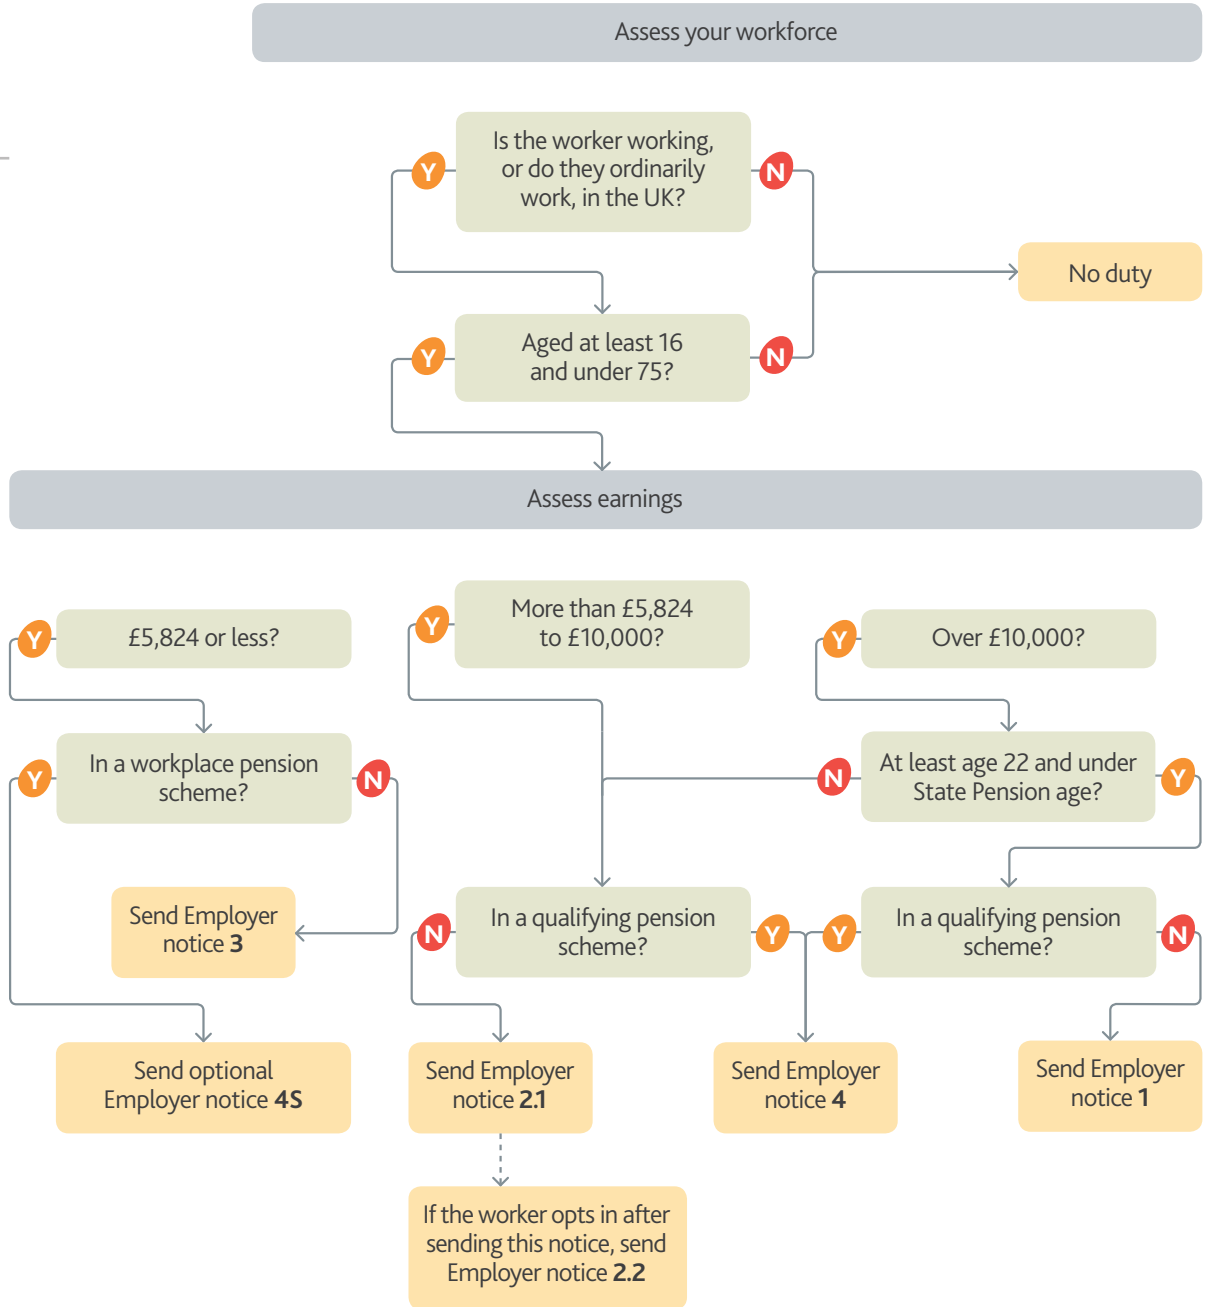 Assess your workforce
Is the worker working,
or do they ordinarily
work, in the UK?
Y
N
No duty
Aged at least 16
and under 75?
Y
N
Assess earnings
Y
£5,824 or less?
Y
More than £5,824
to £10,000?
Y
Over £10,000?
Y
In a workplace pension
scheme?
N
N
At least age 22 and under
State Pension age?
Y
Send Employer
notice 3
N
In a qualifying pension
scheme?
Y
Y
In a qualifying pension
scheme?
N
Send optional
Employer notice 4S
Send Employer
notice 2.1
Send Employer
notice 4
Send Employer
notice 1
If the worker opts in after
sending this notice, send
Employer notice 2.2